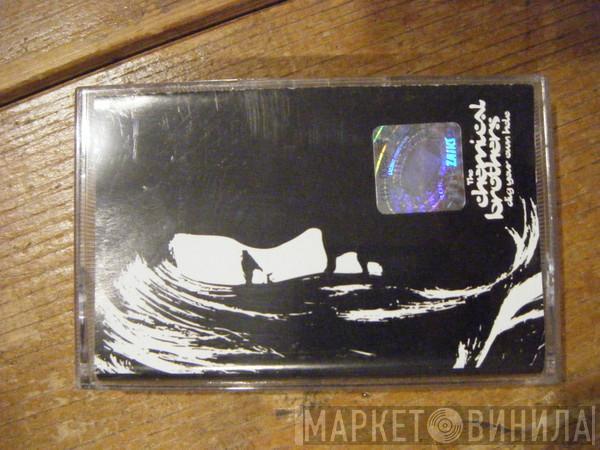 The
chemical
brothers
dig your own hole
ZAIKS
МАРКЕТ ВИНИЛА